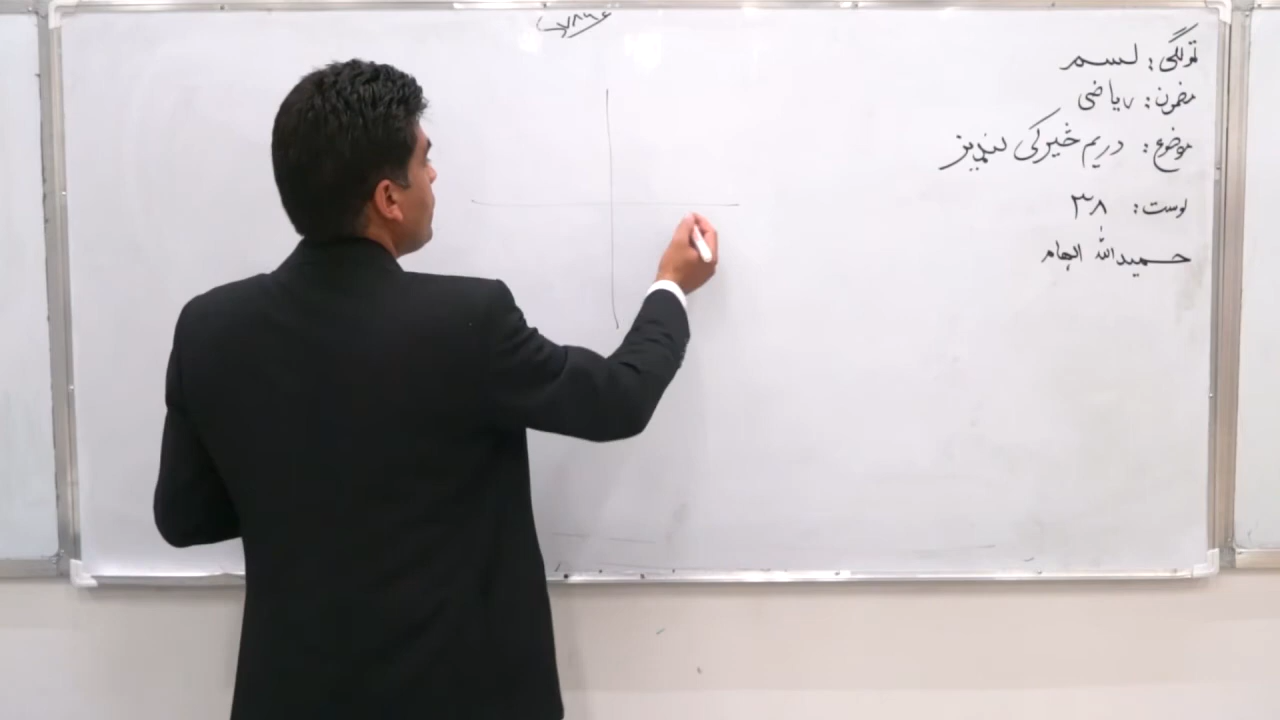 ټولګی: لسم
مضمون: ریاضی
موضوع: دریم څپرکی لنډیز
لوست: ۳۸
حمیدالله الهام